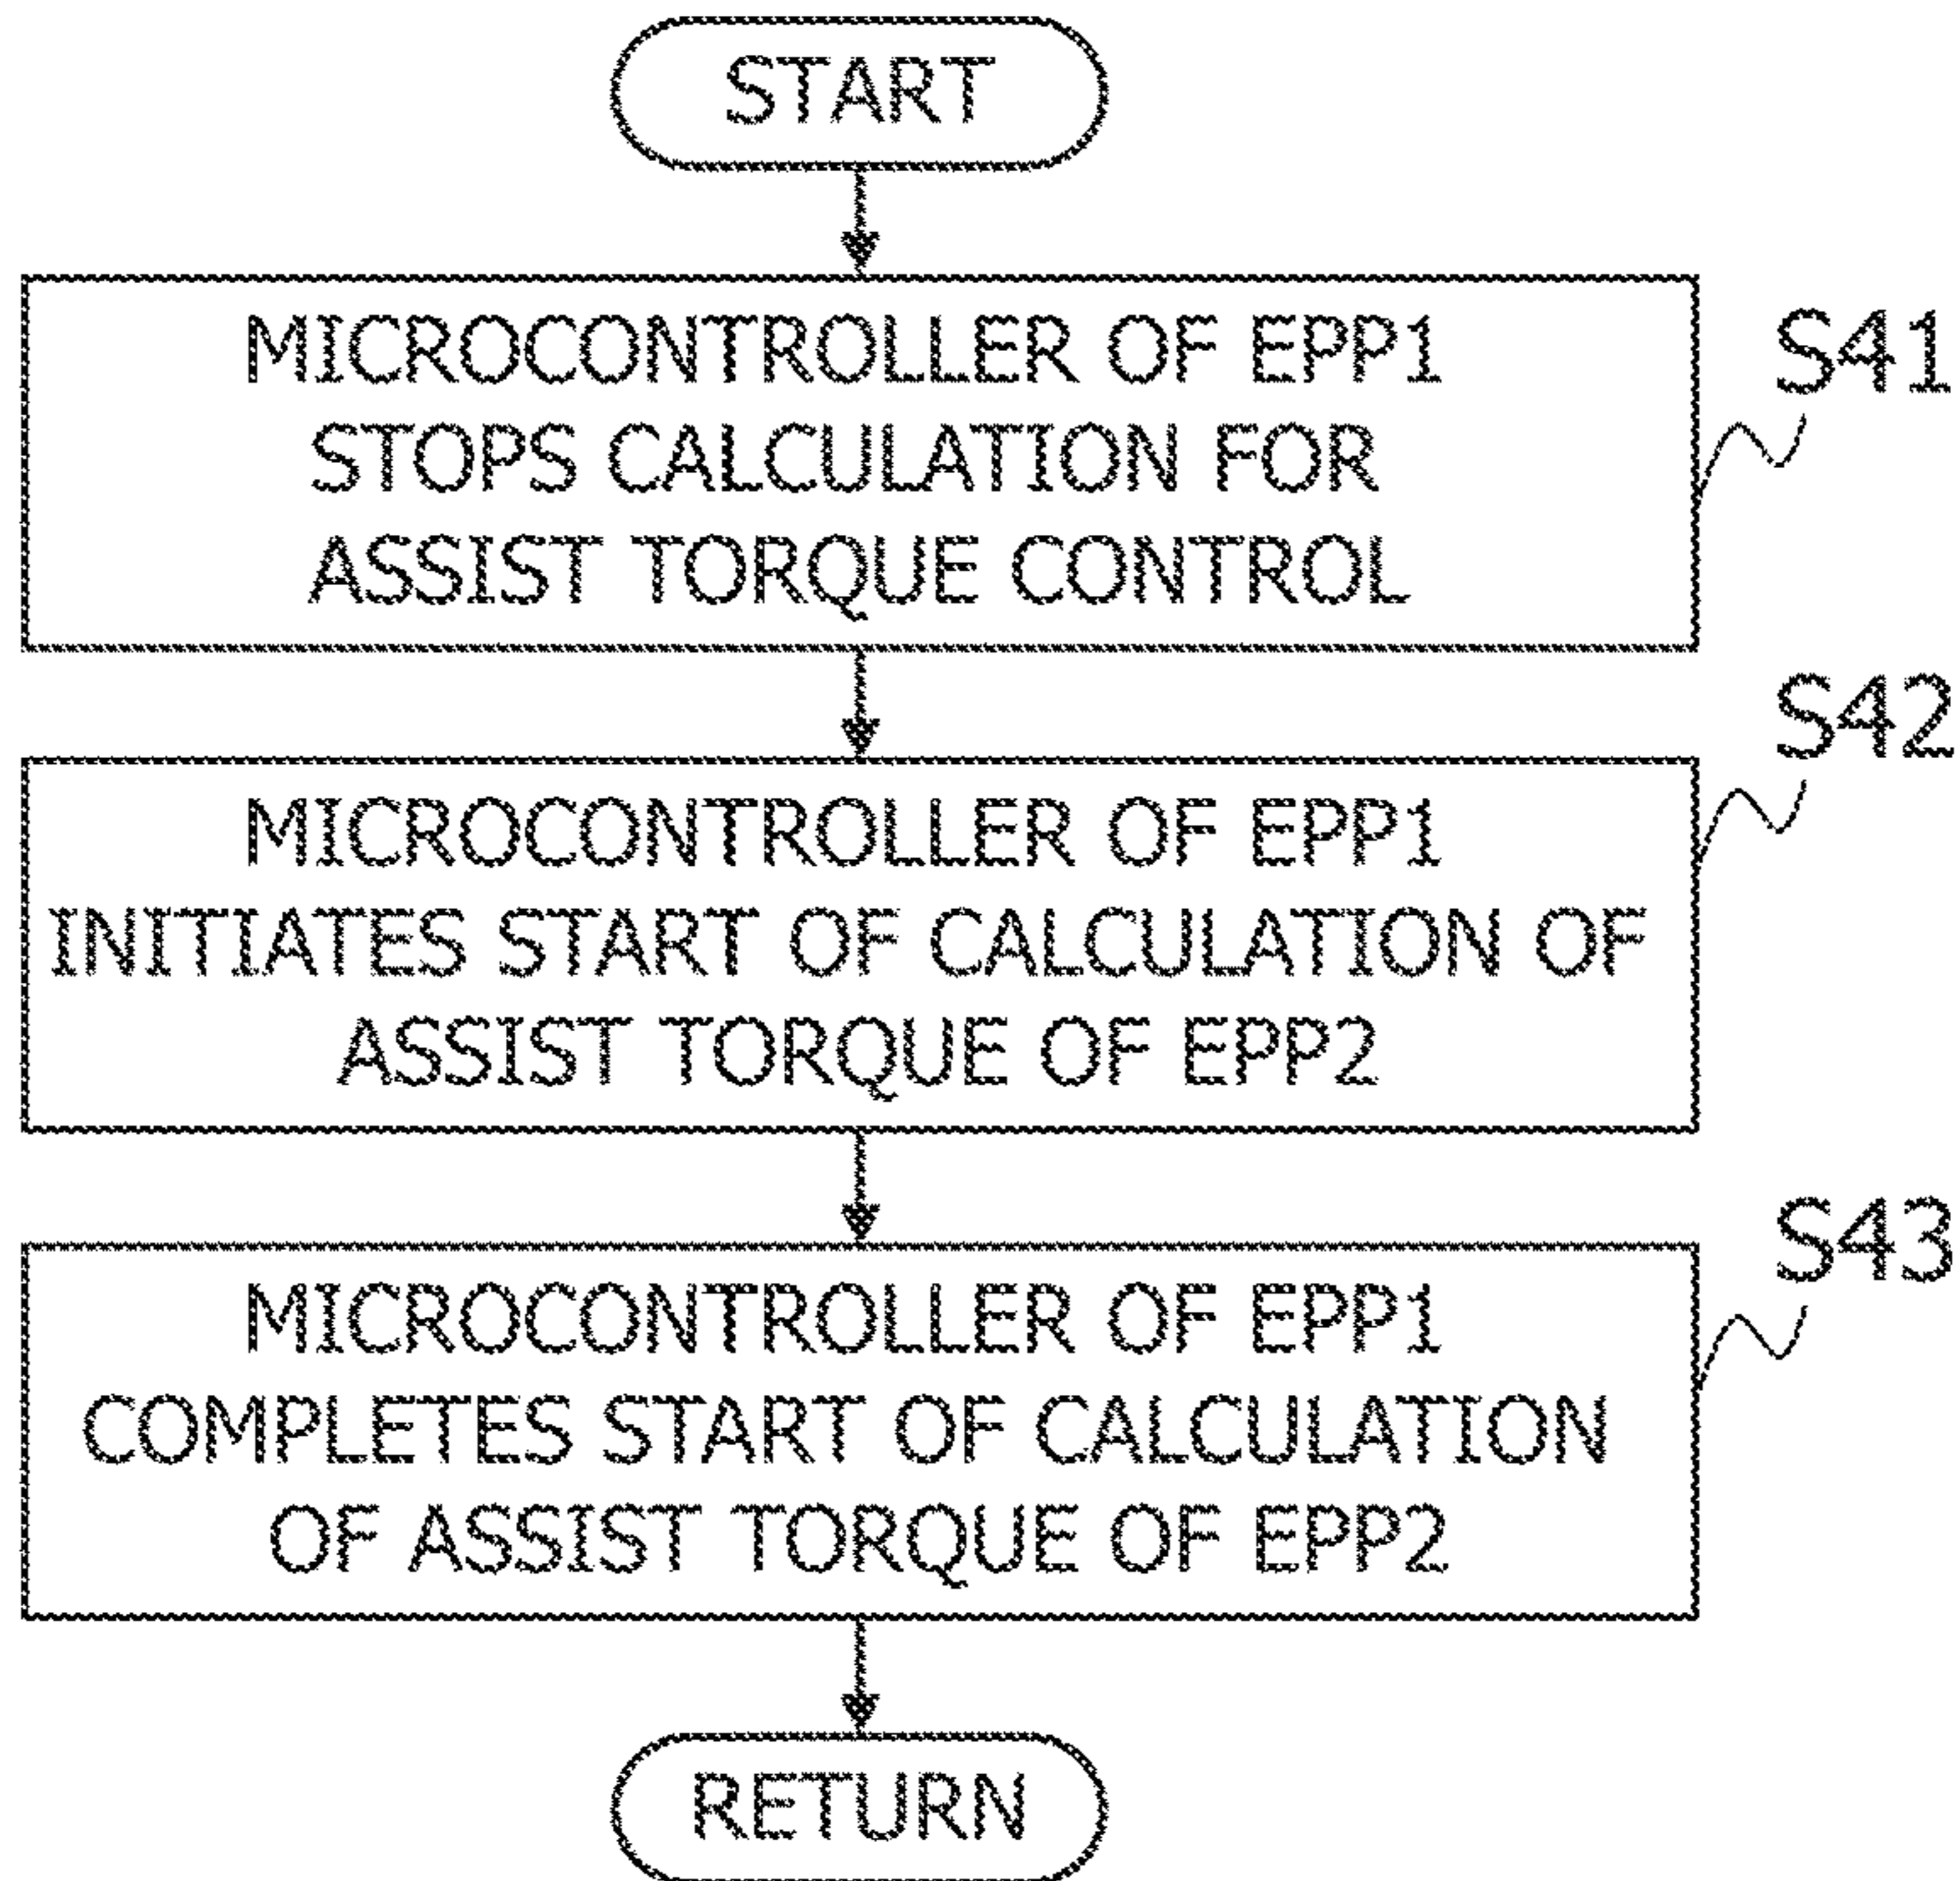 START
MICROCONTROLLER OF EPP1
STOPS CALCULATION FOR
ASSIST TORQUE CONTROL
S41
MICROCONTROLLER OF EPP1
INITIATES START OF CALCULATION OF
ASSIST TORQUE OF EPP2
S42
MICROCONTROLLER OF EPP1
COMPLETES START OF CALCULATION
OF ASSIST TORQUE OF EPP2
S43
RETURN